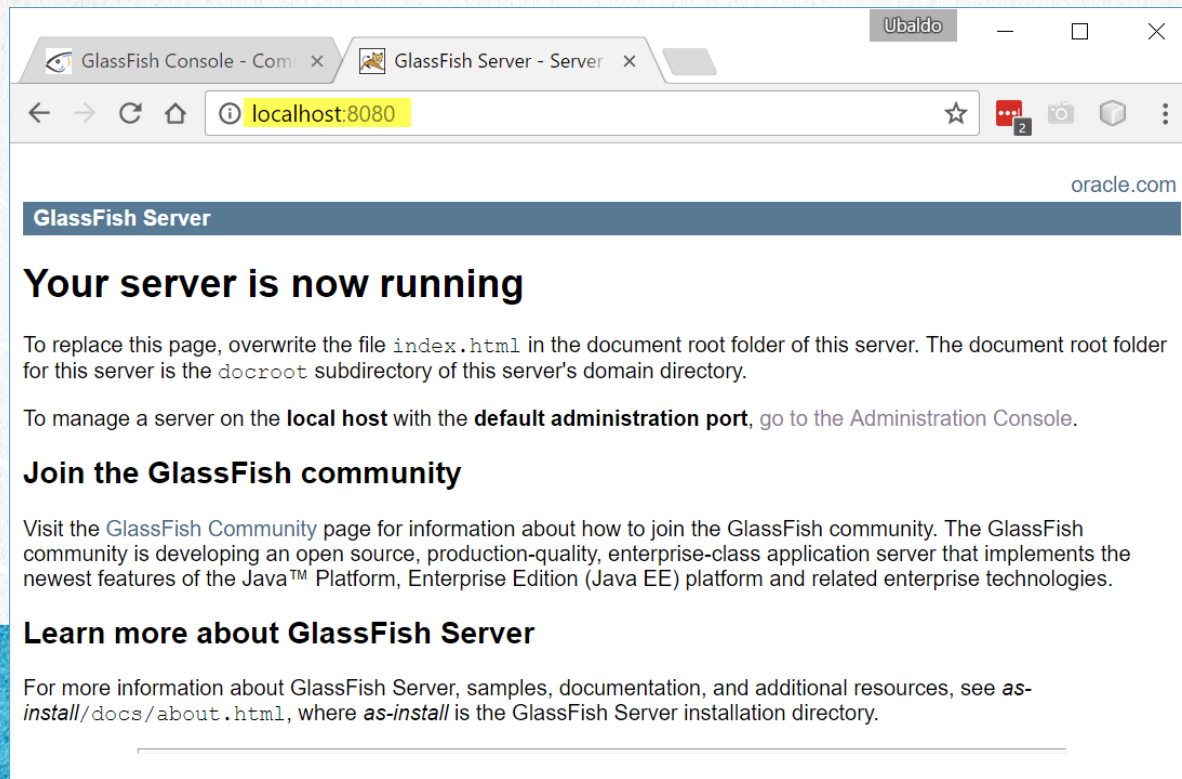 Ubaldo
GlassFish Console - Com
GlassFish Server - Server
localhost:8080
2
oracle.com
GlassFish Server
Your server is now running
To replace this page, overwrite the file index.html in the document root folder of this server. The document root folder
for this server is the docroot subdirectory of this server's domain directory.
To manage a server on the local host with the default administration port, go to the Administration Console.
Join the GlassFish community
Visit the GlassFish Community page for information about how to join the GlassFish community. The GlassFish
community is developing an open source, production-quality, enterprise-class application server that implements the
newest features of the Java™ Platform, Enterprise Edition (Java EE) platform and related enterprise technologies.
Learn more about GlassFish Server
For more information about GlassFish Server, samples, documentation, and additional resources, see as-
install/docs/about.html, where as-install is the GlassFish Server installation directory.